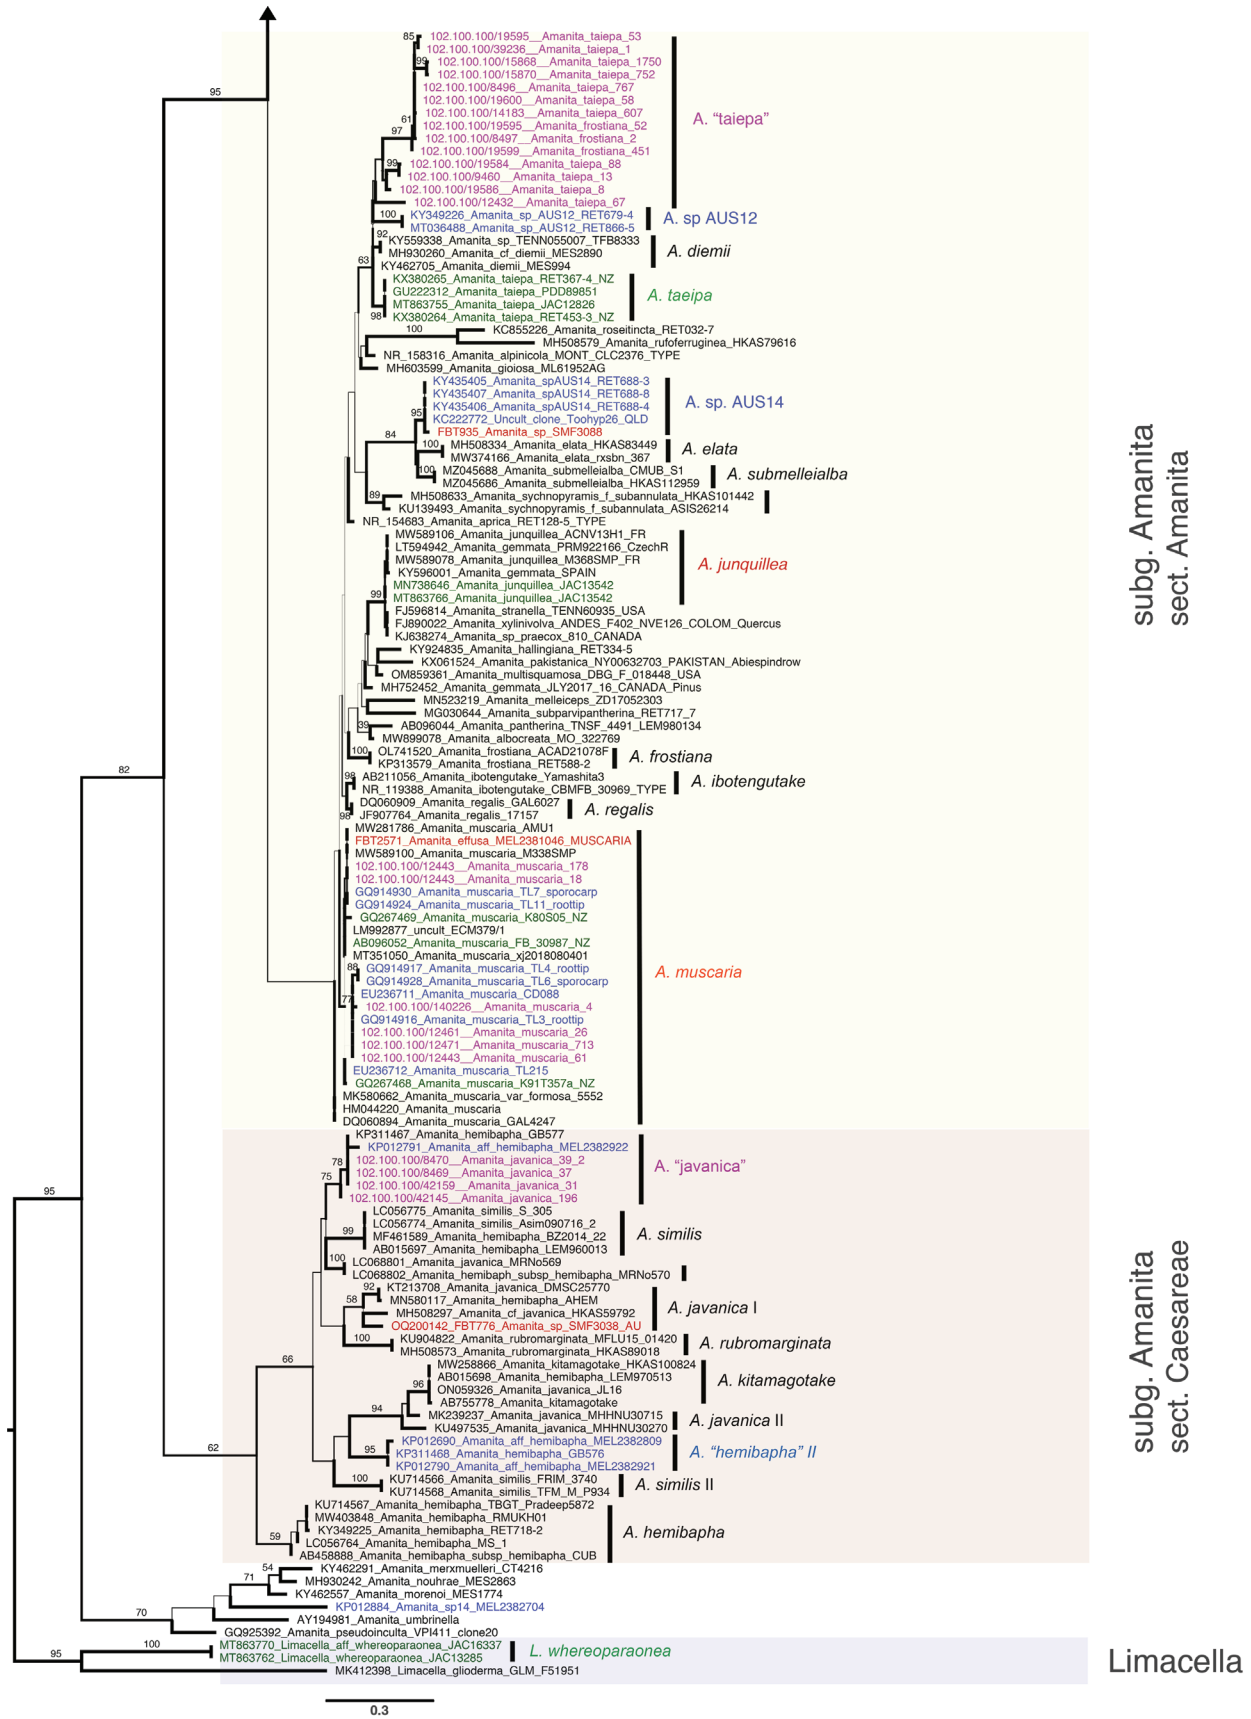 95
85
102.100.100/19595__Amanita_taiepa_53
102.100.100/39236__Amanita_taiepa_1
99
102.100.100/15868__Amanita_taiepa_1750
102.100.100/15870__Amanita_taiepa_752
102.100.100/8496__Amanita_taiepa_767
102.100.100/19600__Amanita_taiepa_58
102.100.100/14183__Amanita_taiepa_607
61
102.100.100/19595__Amanita_frostiana_52
97
102.100.100/8497__Amanita_frostiana_2
102.100.100/19599__Amanita_frostiana_451
99
102.100.100/19584__Amanita_taiepa_88
102.100.100/9460__Amanita_taiepa_13
102.100.100/19586__Amanita_taiepa_8
102.100.100/12432__Amanita_taiepa_67
A. “taiepa”
100
KY349226_Amanita_sp_AUS12_RET679-4
MT036488_Amanita_sp_AUS12_RET866-5
A. sp AUS12
92
KY559338_Amanita_sp_TENN055007_TFB8333
MH930260_Amanita_cf_diemii_MES2890
KY462705_Amanita_diemii_MES994
A. diemii
63
KX380265_Amanita_taiepa_RET367-4_NZ
GU222312_Amanita_taiepa_PDD89851
MT863755_Amanita_taiepa_JAC12826
98
KX380264_Amanita_taiepa_RET453-3_NZ
A. taeipa
100
KC855226_Amanita_roseitincta_RET032-7
MH508579_Amanita_rufoferruginea_HKAS79616
NR_158316_Amanita_alpinicola_MONT_CLC2376_TYPE
MH603599_Amanita_gioiosa_ML61952AG
KY435405_Amanita_spAUS14_RET688-3
KY435407_Amanita_spAUS14_RET688-8
KY435406_Amanita_spAUS14_RET688-4
95
KC222772_Uncult_clone_Toohyp26_QLD
FBT935_Amanita_sp_SMF3088
A. sp. AUS14
84
100
MH508334_Amanita_elata_HKAS83449
MW374166_Amanita_elata_rxsbn_367
A. elata
100
MZ045688_Amanita_submelleialba_CMUB_S1
MZ045686_Amanita_submelleialba_HKAS112959
A. submelleialba
89
MH508633_Amanita_sychnopyramis_f_subannulata_HKAS101442
KU139493_Amanita_sychnopyramis_f_subannulata_ASIS26214
NR_154683_Amanita_aprica_RET128-5_TYPE
MW589106_Amanita_junquillea_ACNV13H1_FR
LT594942_Amanita_gemmata_PRM922166_CzechR
MW589078_Amanita_junquillea_M368SMP_FR
KY596001_Amanita_gemmata_SPAIN
MN738646_Amanita_junquillea_JAC13542
99
MT863766_Amanita_junquillea_JAC13542
A. junquillea
FJ596814_Amanita_stranella_TENN60935_USA
FJ890022_Amanita_xylinivolva_ANDES_F402_NVE126_COLOM_Quercus
KJ638274_Amanita_sp_praecox_810_CANADA
KY924835_Amanita_hallingiana_RET334-5
KX061524_Amanita_pakistanica_NY00632703_PAKISTAN_Abiespindrow
OM859361_Amanita_multisquamosa_DBG_F_018448_USA
MH752452_Amanita_gemmata_JLY2017_16_CANADA_Pinus
MN523219_Amanita_melleiceps_ZD17052303
MG030644_Amanita_subparvipantherina_RET717_7
39
AB096044_Amanita_pantherina_TNSF_4491_LEM980134
MW899078_Amanita_albocreata_MO_322769
100
OL741520_Amanita_frostiana_ACAD21078F
KP313579_Amanita_frostiana_RET588-2
A. frostiana
98
AB211056_Amanita_ibotengutake_Yamashita3
NR_119388_Amanita_ibotengutake_CBMFB_30969_TYPE
A. ibotengutake
DQ060909_Amanita_regalis_GAL6027
98
JF907764_Amanita_regalis_17157
A. regalis
MW281786_Amanita_muscaria_AMU1
FBT2571_Amanita_effusa_MEL2381046_MUSCARIA
MW589100_Amanita_muscaria_M338SMP
102.100.100/12443__Amanita_muscaria_178
102.100.100/12443__Amanita_muscaria_18
GQ914930_Amanita_muscaria_TL7_sporocarp
GQ914924_Amanita_muscaria_TL11_roottip
GQ267469_Amanita_muscaria_K80S05_NZ
LM992877_uncult_ECM379/1
AB096052_Amanita_muscaria_FB_30987_NZ
MT351050_Amanita_muscaria_xj2018080401
88
GQ914917_Amanita_muscaria_TL4_roottip
GQ914928_Amanita_muscaria_TL6_sporocarp
EU236711_Amanita_muscaria_CD088
77
102.100.100/140226__Amanita_muscaria_4
GQ914916_Amanita_muscaria_TL3_roottip
102.100.100/12461__Amanita_muscaria_26
102.100.100/12471__Amanita_muscaria_713
102.100.100/12443__Amanita_muscaria_61
EU236712_Amanita_muscaria_TL215
GQ267468_Amanita_muscaria_K91T357a_NZ
MK580662_Amanita_muscaria_var_formosa_5552
HM044220_Amanita_muscaria
DQ060894_Amanita_muscaria_GAL4247
A. muscaria
subg. Amanita
sect. Amanita
82
95
KP311467_Amanita_hemibapha_GB577
KP012791_Amanita_aff_hemibapha_MEL2382922
78
102.100.100/8470__Amanita_javanica_39_2
75
102.100.100/8469__Amanita_javanica_37
102.100.100/42159__Amanita_javanica_31
102.100.100/42145__Amanita_javanica_196
A. “javanica”
LC056775_Amanita_similis_S_305
LC056774_Amanita_similis_Asim090716_2
99
MF461589_Amanita_hemibapha_BZ2014_22
AB015697_Amanita_hemibapha_LEM960013
A. similis
100
LC068801_Amanita_javanica_MRNo569
LC068802_Amanita_hemibaph_subsp_hemibapha_MRNo570
92
KT213708_Amanita_javanica_DMSC25770
58
MN580117_Amanita_hemibapha_AHEM
MH508297_Amanita_cf_javanica_HKAS59792
OQ200142_FBT776_Amanita_sp_SMF3038_AU
A. javanica I
100
KU904822_Amanita_rubromarginata_MFLU15_01420
MH508573_Amanita_rubromarginata_HKAS89018
A. rubromarginata
66
MW258866_Amanita_kitamagotake_HKAS100824
AB015698_Amanita_hemibapha_LEM970513
96
ON059326_Amanita_javanica_JL16
AB755778_Amanita_kitamagotake
A. kitamagotake
94
MK239237_Amanita_javanica_MHHNU30715
KU497535_Amanita_javanica_MHHNU30270
A. javanica II
KP012690_Amanita_aff_hemibapha_MEL2382809
95
KP311468_Amanita_hemibapha_GB576
KP012790_Amanita_aff_hemibapha_MEL2382921
A. “hemibapha” II
62
100
KU714566_Amanita_similis_FRIM_3740
KU714568_Amanita_similis_TFM_M_P934
A. similis II
KU714567_Amanita_hemibapha_TBGT_Pradeep5872
MW403848_Amanita_hemibapha_RMUKH01
KY349225_Amanita_hemibapha_RET718-2
59
LC056764_Amanita_hemibapha_MS_1
AB458888_Amanita_hemibapha_subsp_hemibapha_CUB
A. hemibapha
subg. Amanita
sect. Caesareae
54
KY462291_Amanita_merxmuelleri_CT4216
71
MH930242_Amanita_nouhrae_MES2863
KY462557_Amanita_morenoi_MES1774
KP012884_Amanita_sp14_MEL2382704
70
AY194981_Amanita_umbrinella
GQ925392_Amanita_pseudoinculta_VPI411_clone20
95
100
MT863770_Limacella_aff_whereoparaonea_JAC16337
MT863762_Limacella_whereoparaonea_JAC13285
L. whereoparaonea
MK412398_Limacella_glioderma_GLM_F51951
Limacella
0.3